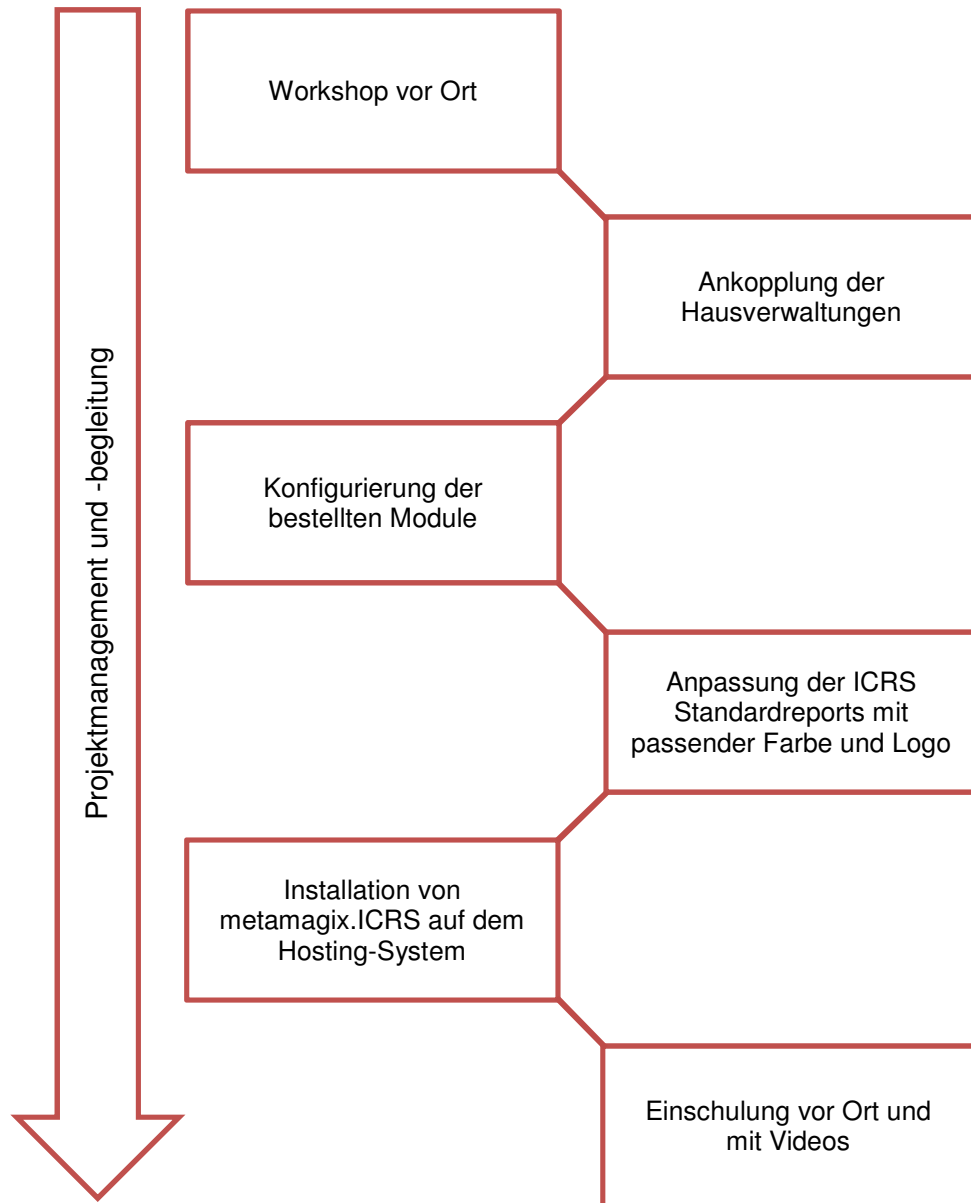 Projektmanagement und -begleitung
Workshop vor Ort
Ankopplung der
Hausverwaltungen
Konfigurierung der
bestellten Module
Anpassung der ICRS
Standardreports mit
passender Farbe und Logo
Installation von
metamagix.ICRS auf dem
Hosting-System
Einschulung vor Ort und
mit Videos